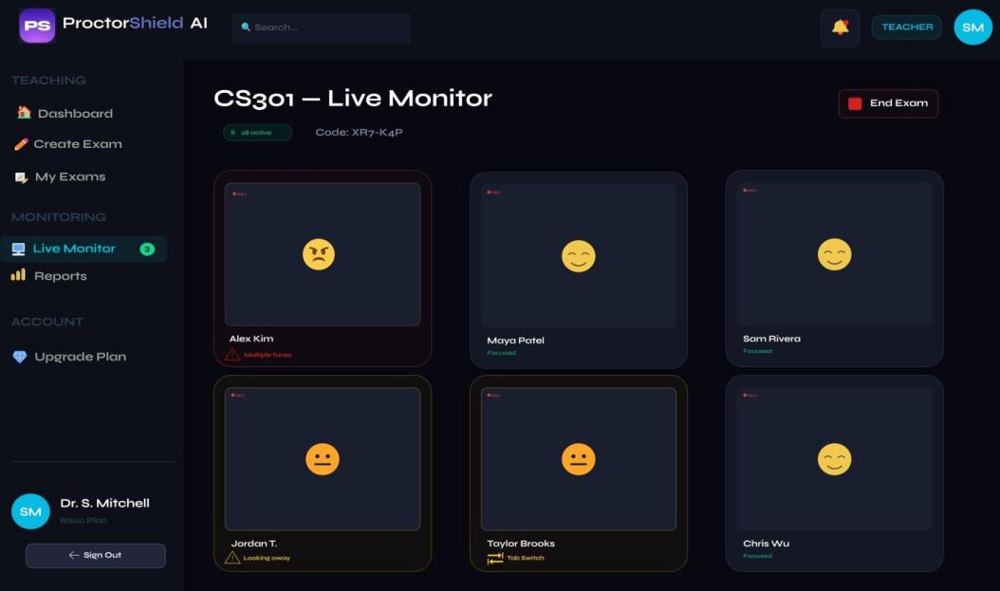 PS ProctorShield AI
Search...
TEACHER
SM
TEACHING
Dashboard
Create Exam
My Exams
MONITORING
Live Monitor 3
Reports
ACCOUNT
Upgrade Plan
SM
Dr. S. Mitchell
Basic Plan
← Sign Out
CS301 — Live Monitor
End Exam
28 active
Code: XR7-K4P
REC
Alex Kim
Multiple faces
REC
Maya Patel
Focused
REC
Sam Rivera
Focused
REC
Jordan T.
Looking away
REC
Taylor Brooks
Tab Switch
REC
Chris Wu
Focused